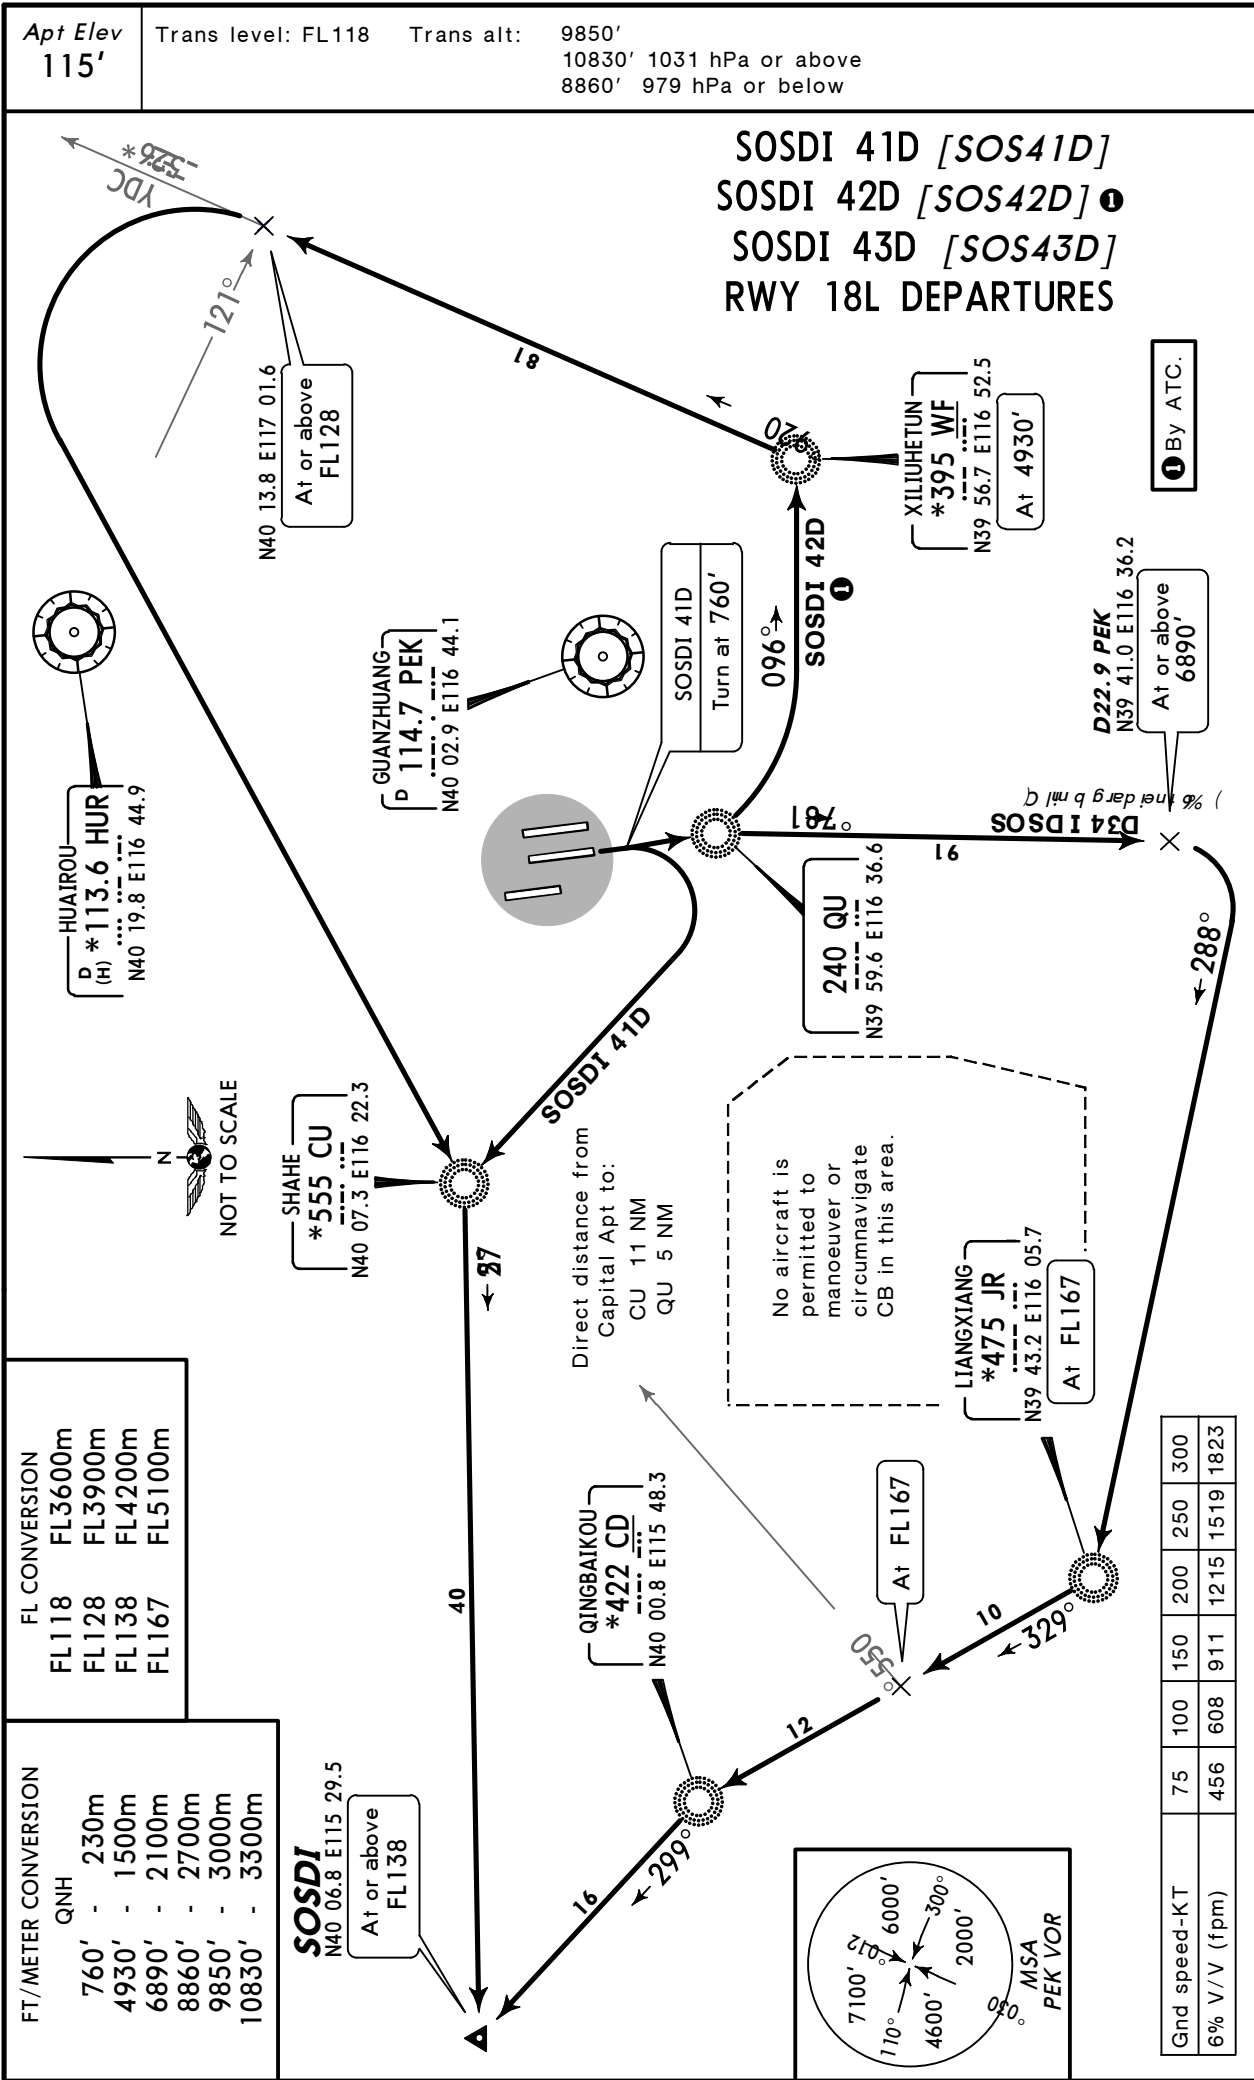 Apt Elev
115'
Trans level: FL118 Trans alt: 9850'
10830' 1031 hPa or above
8860' 979 hPa or below
SOSDI 41D [SOS41D]
SOSDI 42D [SOS42D] ❶
SOSDI 43D [SOS43D]
RWY 18L DEPARTURES
121°
N40 13.8 E117 01.6
At or above
FL128
81
XILIUHETUN
*395 WF
N39 56.7 E116 52.5
At 4930'
❶ By ATC.
HUAIROU
D
(H) *113.6 HUR
N40 19.8 E116 44.9
GUANZHUANG
D 114.7 PEK
N40 02.9 E116 44.1
SOSDI 41D
Turn at 760'
096°
SOSDI 42D
❶
D22.9 PEK
N39 41.0 E116 36.2
At or above
6890'
240 QU
N39 59.6 E116 36.6
288°
SOSDI 41D
N
NOT TO SCALE
SHAHE
*555 CU
N40 07.3 E116 22.3
Direct distance from
Capital Apt to:
CU 11 NM
QU 5 NM
No aircraft is
permitted to
manoeuver or
circumnavigate
CB in this area.
LIANGXIANG
*475 JR
N39 43.2 E116 05.7
At FL167
40
FL CONVERSION
FL118 FL3600m
FL128 FL3900m
FL138 FL4200m
FL167 FL5100m
QINGBAIKOU
*422 CD
N40 00.8 E115 48.3
At FL167
10
329°
12
16
299°
FT/METER CONVERSION
QNH
760' - 230m
4930' - 1500m
6890' - 2100m
8860' - 2700m
9850' - 3000m
10830' - 3300m
SOSDI
N40 06.8 E115 29.5
At or above
FL138
7100'
6000'
300°
2000'
4600'
110°
MSA
PEK VOR
Gnd speed-KT 75 100 150 200 250 300
6% V/V (fpm) 456 608 911 1215 1519 1823